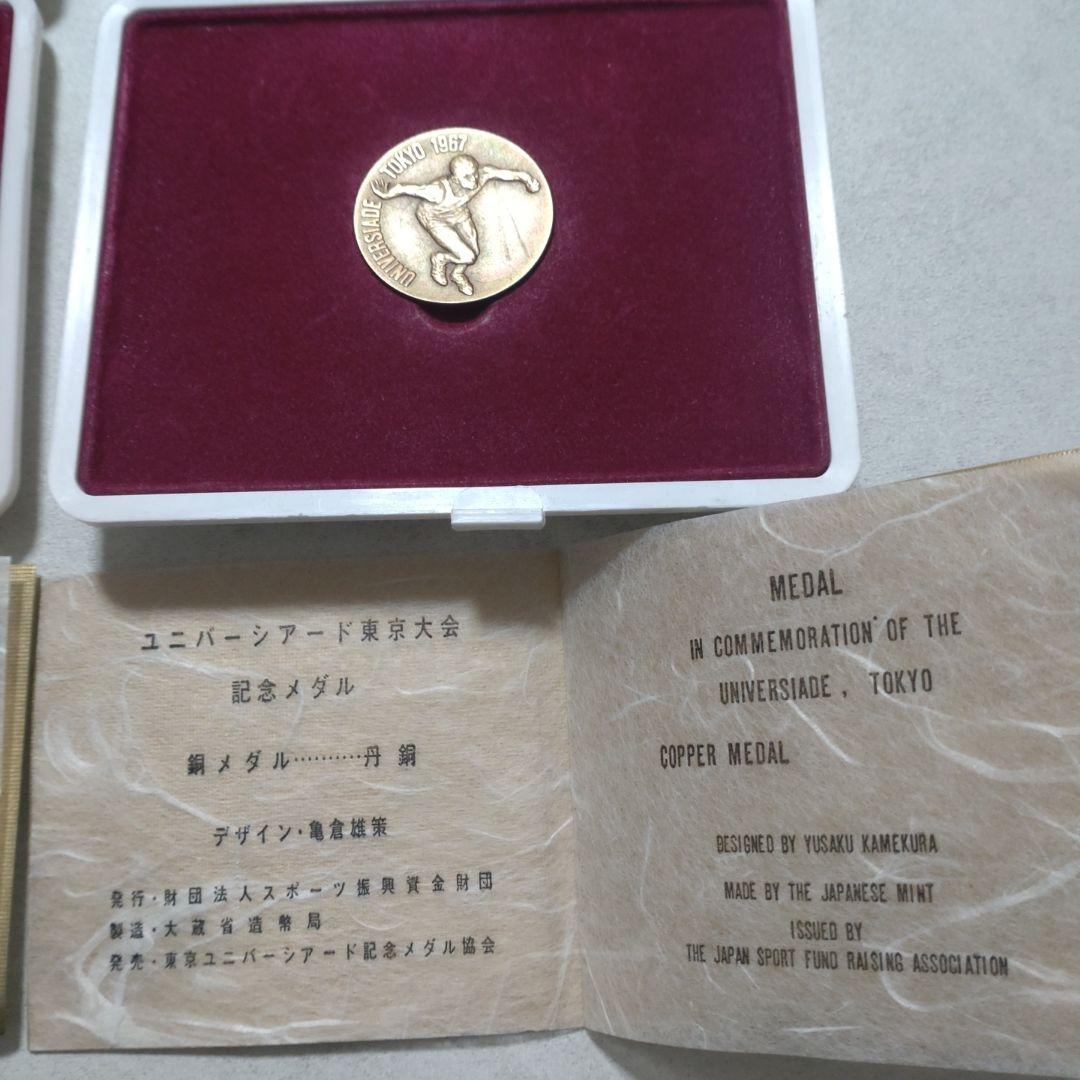 UNIVERSIADE TOKYO 1967
ユニバーシアード東京大会
記念メダル
銅メダル‥‥‥‥‥丹銅
デザイン・亀倉雄策
発行・財団法人スポーツ振興資金財団
製造・大蔵省造幣局
発売・東京ユニバーシアード記念メダル協会
MEDAL
IN COMMEMORATION OF THE
UNIVERSIADE, TOKYO
COPPER MEDAL
DESIGNED BY YUSAKU KAMEKURA
MADE BY THE JAPANESE MINT
ISSUED BY
THE JAPAN SPORT FUND RAISING ASSOCIATION